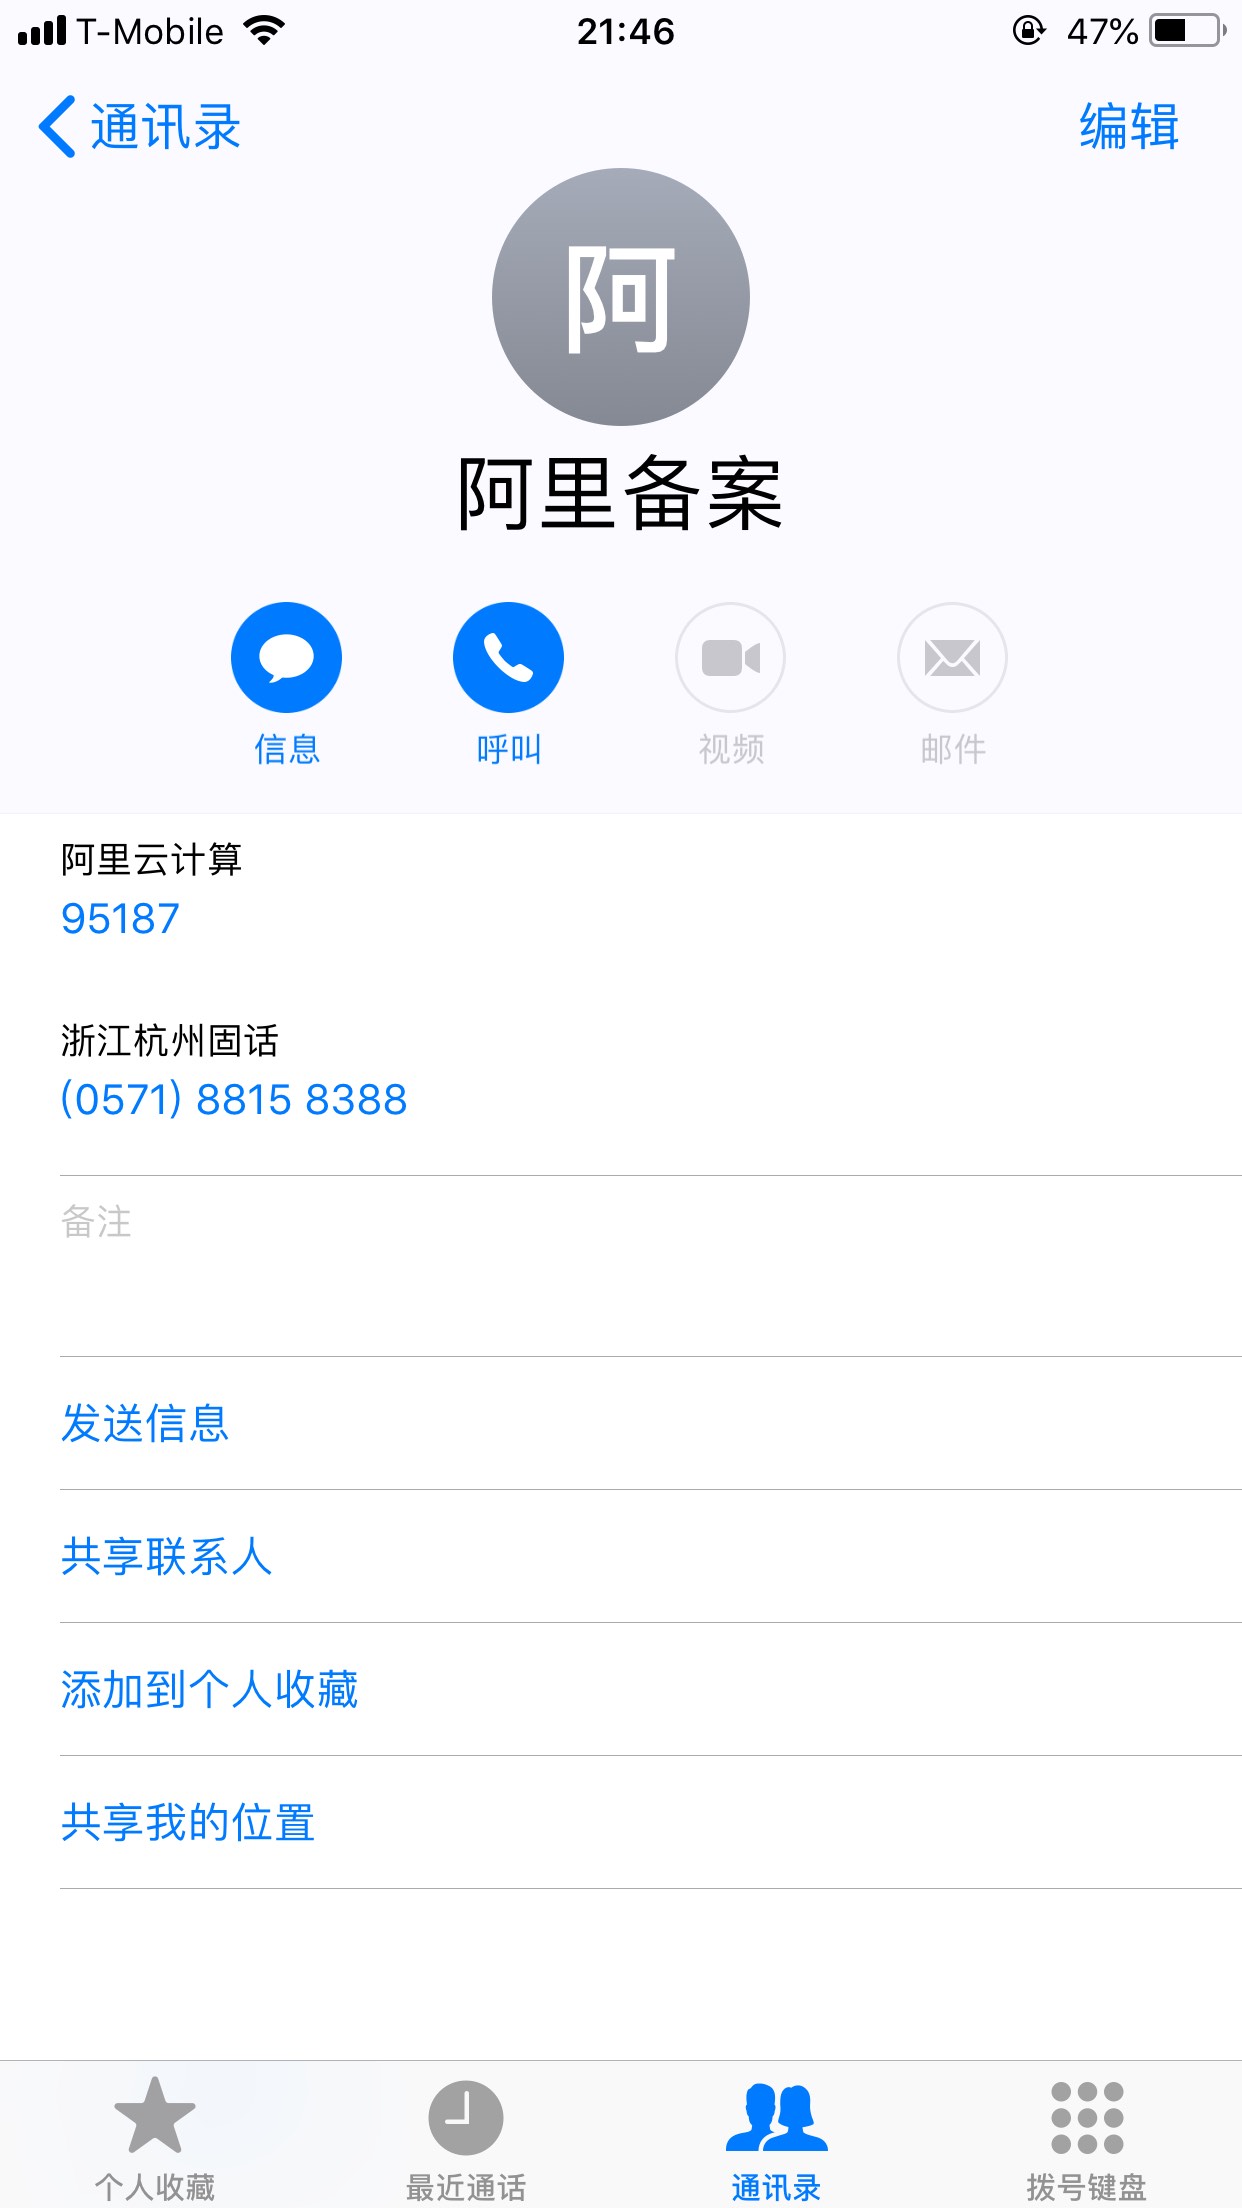 T-Mobile 21:46 47%
通讯录 编辑
阿
阿里备案
信息 呼叫 视频 邮件
阿里云计算
95187
浙江杭州固话
(0571) 8815 8388
备注
发送信息
共享联系人
添加到个人收藏
共享我的位置
个人收藏 最近通话 通讯录 拨号键盘